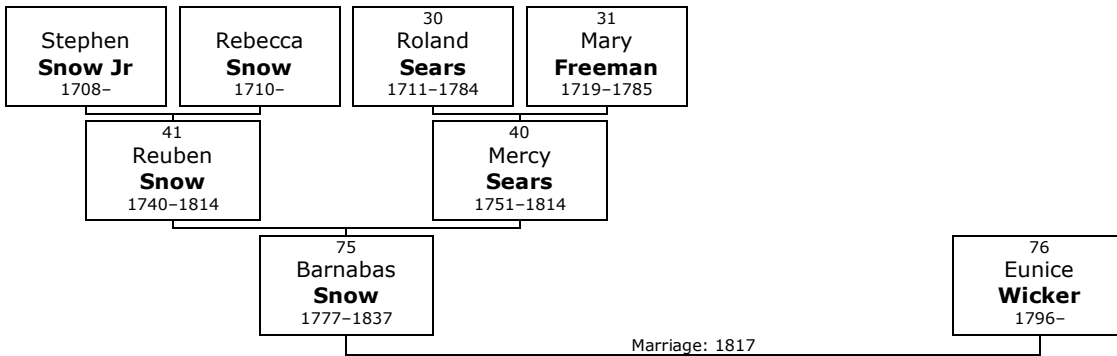 Stephen
Snow Jr
1708–
Rebecca
Snow
1710–
30
Roland
Sears
1711–1784
31
Mary
Freeman
1719–1785
41
Reuben
Snow
1740–1814
40
Mercy
Sears
1751–1814
75
Barnabas
Snow
1777–1837
76
Eunice
Wicker
1796–
Marriage: 1817